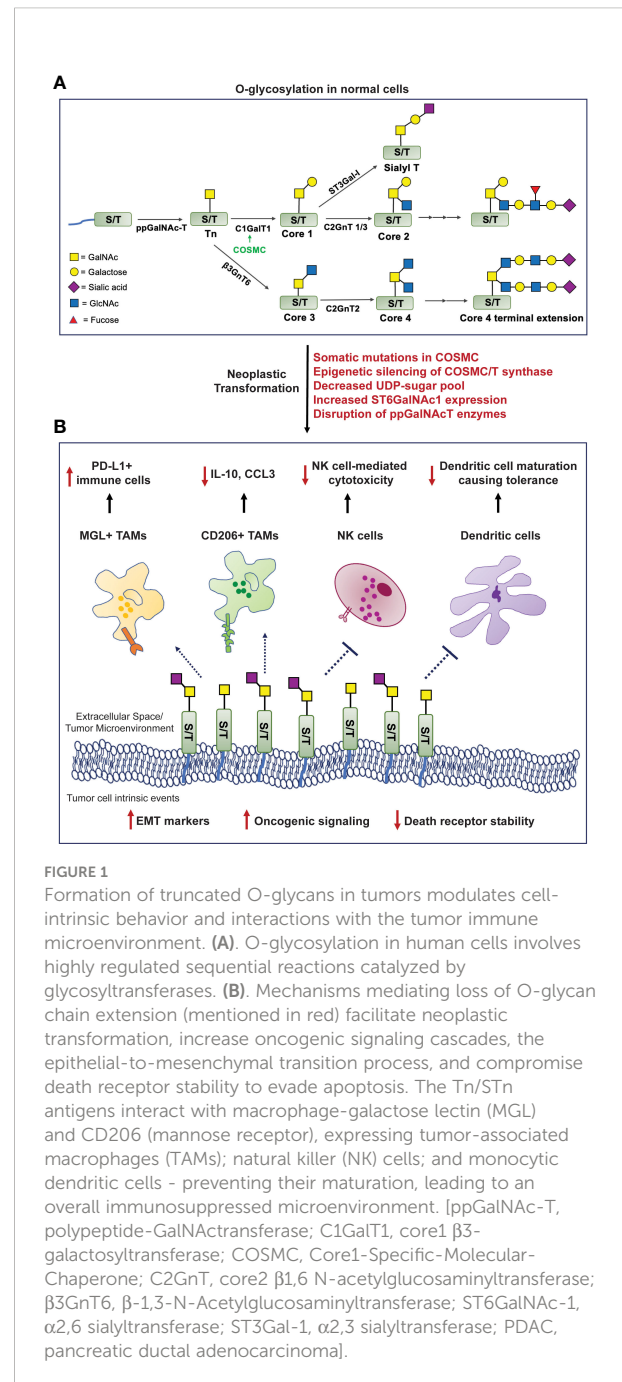 A
O-glycosylation in normal cells
S/T
Sialyl T
ST3Gal-I
S/T
ppGalNAc-T
S/T
Tn
C1GalT1
COSMC
S/T
Core 1
C2GnT 1/3
S/T
Core 2
S/T
β3GnT6
S/T
Core 3
C2GnT2
S/T
Core 4
S/T
Core 4 terminal extension
= GalNAc
= Galactose
= Sialic acid
= GlcNAc
= Fucose
Neoplastic
Transformation
Somatic mutations in COSMC
Epigenetic silencing of COSMC/T synthase
Decreased UDP-sugar pool
Increased ST6GalNAc1 expression
Disruption of ppGalNAcT enzymes
B
PD-L1+
immune cells
IL-10, CCL3
NK cell-mediated
cytotoxicity
Dendritic cell maturation
causing tolerance
MGL+ TAMs
CD206+ TAMs
NK cells
Dendritic cells
Extracellular Space/
Tumor Microenvironment
S/T
S/T
S/T
S/T
S/T
S/T
S/T
Tumor cell intrinsic events
EMT markers
Oncogenic signaling
Death receptor stability
FIGURE 1
Formation of truncated O-glycans in tumors modulates cell-
intrinsic behavior and interactions with the tumor immune
microenvironment. (A). O-glycosylation in human cells involves
highly regulated sequential reactions catalyzed by
glycosyltransferases. (B). Mechanisms mediating loss of O-glycan
chain extension (mentioned in red) facilitate neoplastic
transformation, increase oncogenic signaling cascades, the
epithelial-to-mesenchymal transition process, and compromise
death receptor stability to evade apoptosis. The Tn/STn
antigens interact with macrophage-galactose lectin (MGL)
and CD206 (mannose receptor), expressing tumor-associated
macrophages (TAMs); natural killer (NK) cells; and monocytic
dendritic cells - preventing their maturation, leading to an
overall immunosuppressed microenvironment. [ppGalNAc-T,
polypeptide-GalNActransferase; C1GalT1, core1 β3-
galactosyltransferase; COSMC, Core1-Specific-Molecular-
Chaperone; C2GnT, core2 β1,6 N-acetylglucosaminyltransferase;
β3GnT6, β-1,3-N-Acetylglucosaminyltransferase; ST6GalNAc-1,
α2,6 sialyltransferase; ST3Gal-1, α2,3 sialyltransferase; PDAC,
pancreatic ductal adenocarcinoma].